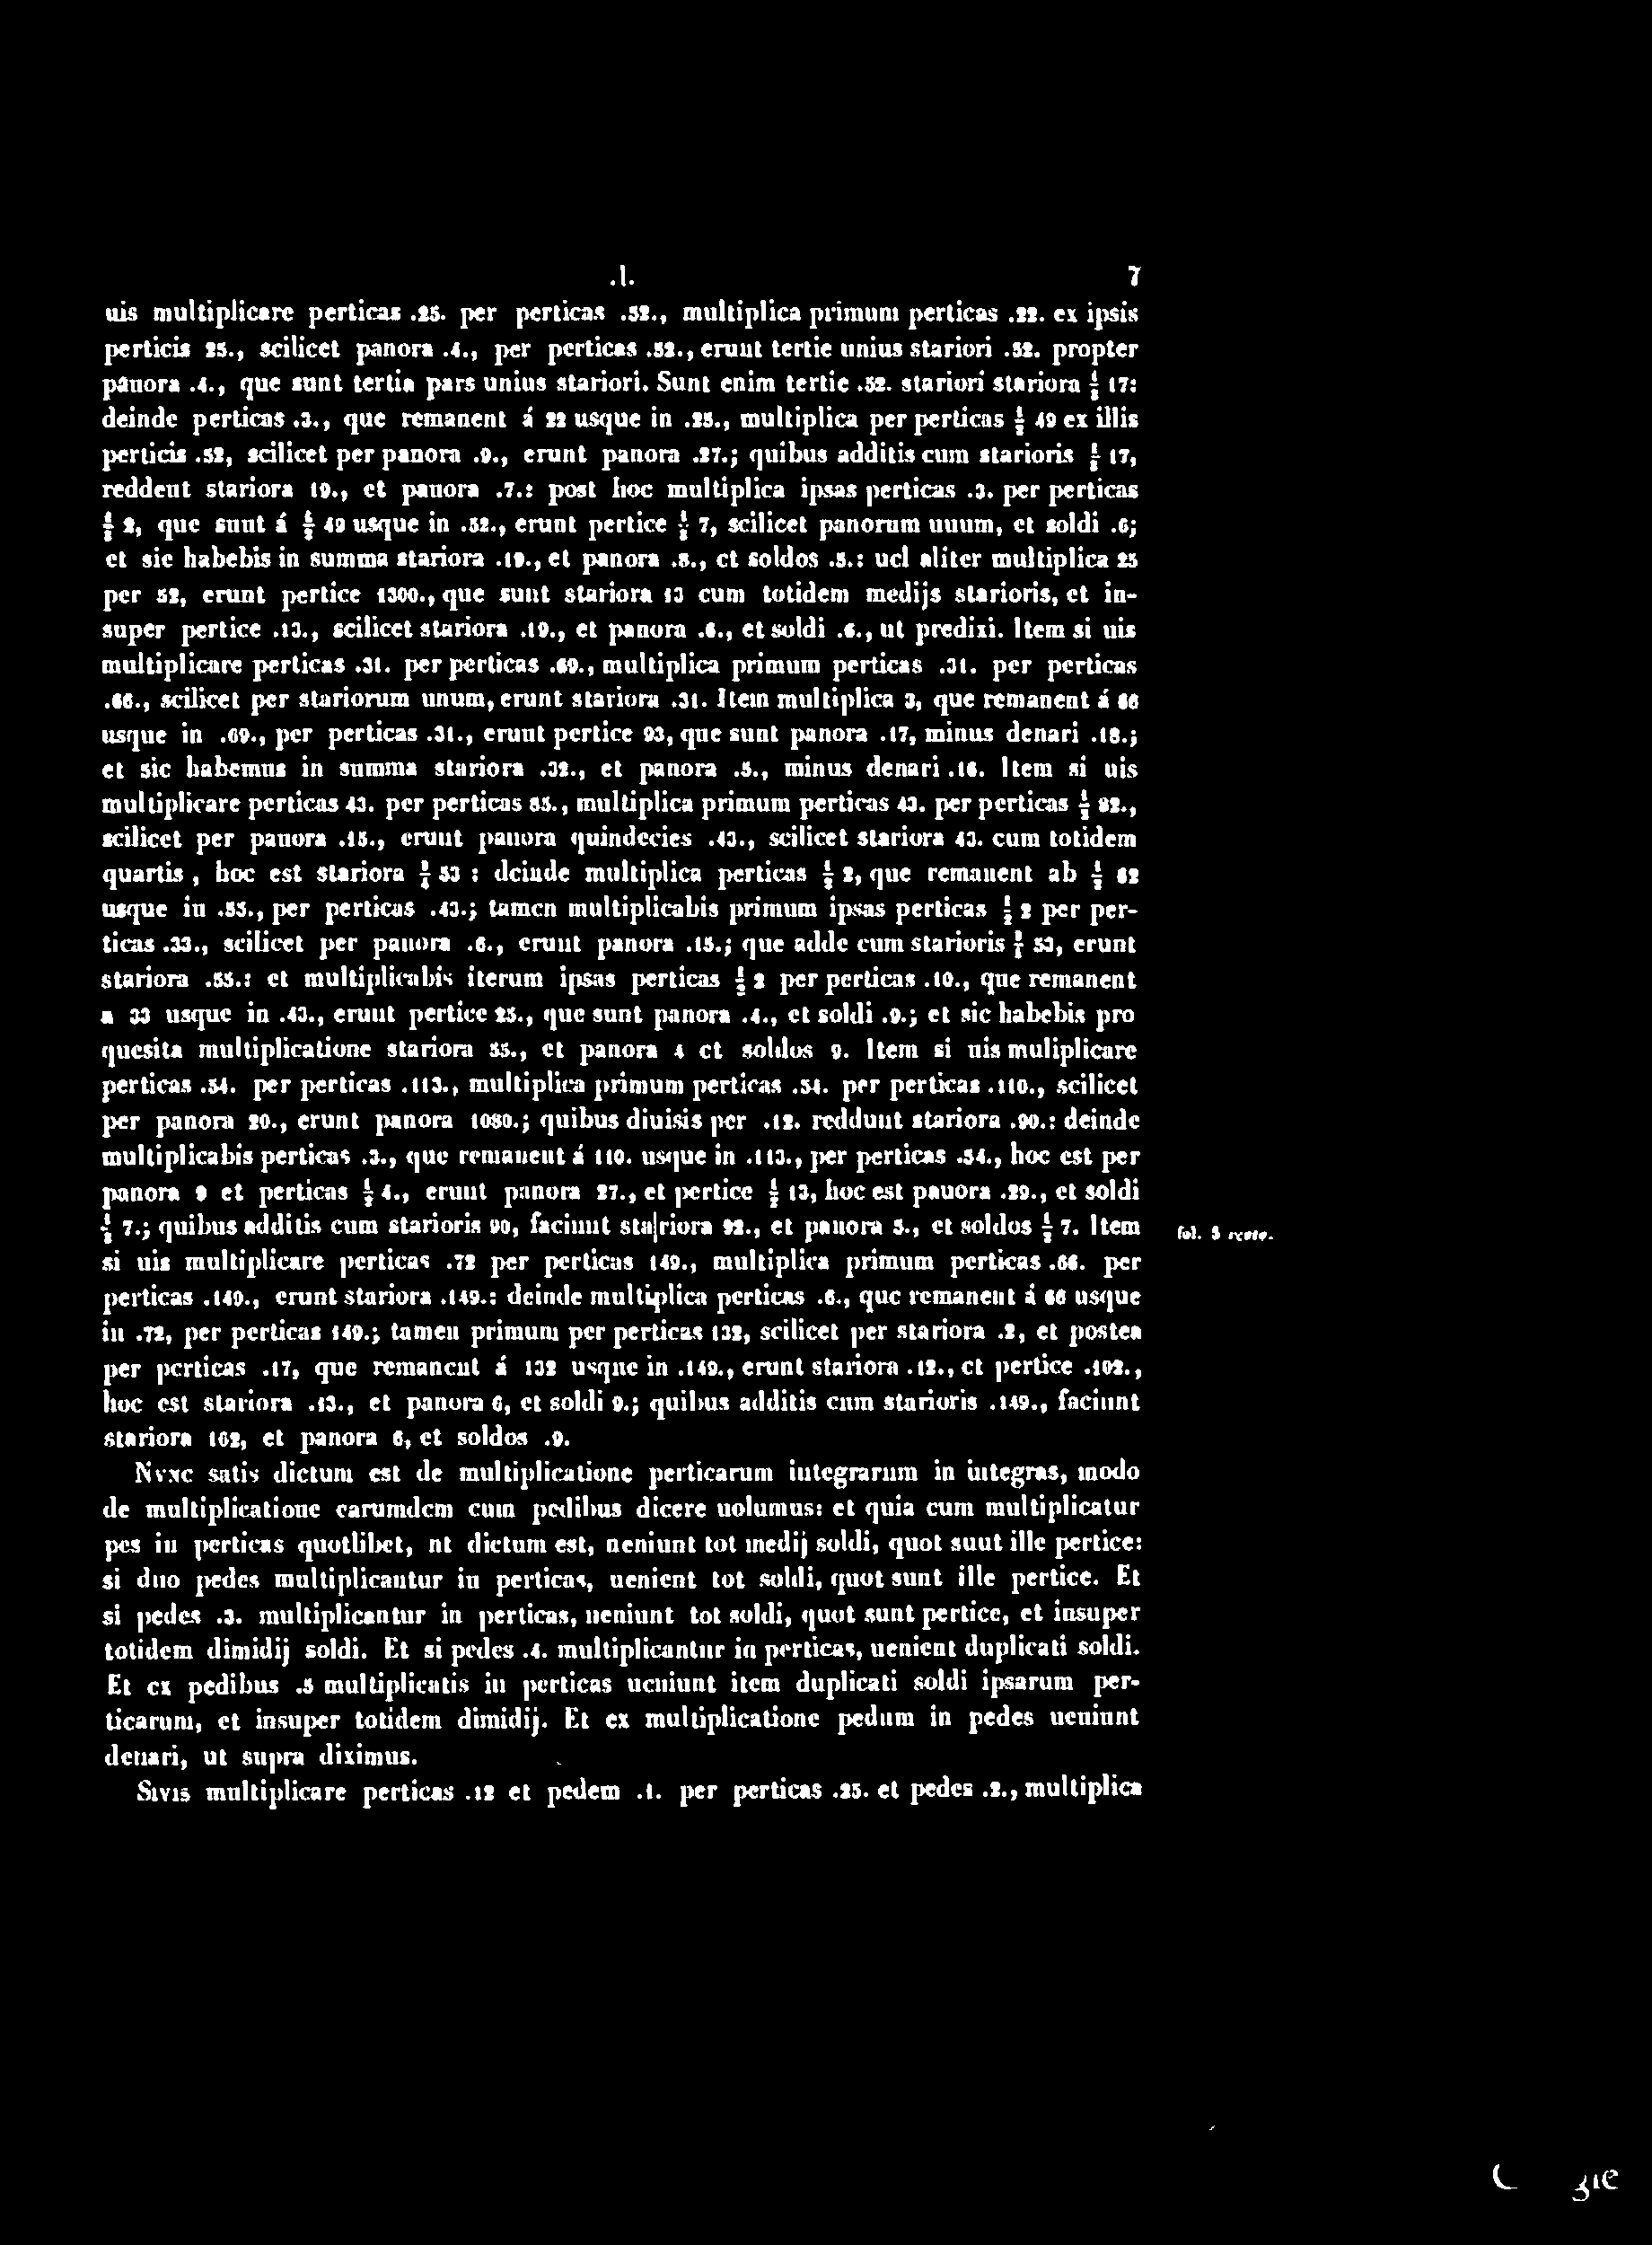 .I. 7
uis multiplicare perticas .25. per perticas .52., multiplica primum perticas .22. ex ipsis
perticis 25., scilicet panora .4., per perticas .52., erunt tertie unius stariori .52. propter
panora .4., que sunt tertia pars unius stariori. Sunt enim tertie .52. stariori stariora 1/3 17:
deinde perticas .3., que remanent á 22 usque in .25., multiplica per perticas 1/2 49 ex illis
perticis .52, scilicet per panora .9., erunt panora .27.; quibus additis cum starioris 1/3 17,
reddent stariora 19., et panora .7.: post hoc multiplica ipsas perticas .3. per perticas
1/2 2, que sunt á 1/2 49 usque in .52., erunt pertice 1/2 7, scilicet panorum unum, et soldi .6;
et sic habebis in summa stariora .19., et panora .8., et soldos .5.: uel aliter multiplica 25
per 52, erunt pertice 1300., que sunt stariora 13 cum totidem medijs starioris, et in-
super pertice .13., scilicet stariora .19., et panora .8., et soldi .6., ut predixi. Item si uis
multiplicare perticas .31. per perticas .69., multiplica primum perticas .31. per perticas
.66., scilicet per stariorum unum, erunt stariora .31. Item multiplica 3, que remanent á 66
usque in .69., per perticas .31., erunt pertice 93, que sunt panora .17, minus denari .18.;
et sic habemus in summa stariora .32., et panora .5., minus denari .18. Item si uis
multiplicare perticas 43. per perticas 85., multiplica primum perticas 43. per perticas 1/2 82.,
scilicet per panora .15., erunt panora quindecies .43., scilicet stariora 43. cum totidem
quartis , hoc est stariora 3/4 53 : deinde multiplica perticas 1/2 2, que remanent ab 1/2 82
usque in .85., per perticas .43.; tamen multiplicabis primum ipsas perticas 1/2 2 per per-
ticas .33., scilicet per panora .6., erunt panora .15.; que adde cum starioris 3/4 53, erunt
stariora .55.: et multiplicabis iterum ipsas perticas 1/2 2 per perticas .10., que remanent
a 33 usque in .43., erunt pertice 25., que sunt panora .4., et soldi .9.; et sic habebis pro
quesita multiplicatione stariora 55., et panora 4 et soldos 9. Item si uis muliplicare
perticas .54. per perticas .113., multiplica primum perticas .54. per perticas .110., scilicet
per panora 20., erunt panora 1080.; quibus diuisis per .12. reddunt stariora .90.: deinde
multiplicabis perticas .3., que remanent á 110. usque in .113., per perticas .54., hoc est per
panora 9 et perticas 1/2 4., erunt panora 27., et pertice 1/2 13, hoc est panora .29., et soldi
1/2 7.; quibus additis cum starioris 90, faciunt sta|riora 92., et panora 5., et soldos 1/2 7. Item
fol. 5 recto.
si uis multiplicare perticas .72 per perticas 149., multiplica primum perticas .66. per
perticas .149., erunt stariora .149.: deinde multiplica perticas .6., que remanent á 66 usque
in .72, per perticas 149.; tamen primum per perticas 132, scilicet per stariora .2, et postea
per perticas .17, que remanent á 132 usque in .149., erunt stariora .12., et pertice .102.,
hoc est stariora .13., et panora 6, et soldi 9.; quibus additis cum starioris .149., faciunt
stariora 162, et panora 6, et soldos .9.
Nvnc satis dictum est de multiplicatione perticarum integrarum in integras, modo
de multiplicatione earumdem cum pedibus dicere uolumus: et quia cum multiplicatur
pes in perticas quotlibet, ut dictum est, ueniunt tot medij soldi, quot sunt ille pertice:
si duo pedes multiplicantur in perticas, uenient tot soldi, quot sunt ille pertice. Et
si pedes .3. multiplicantur in perticas, ueniunt tot soldi, quot sunt pertice, et insuper
totidem dimidij soldi. Et si pedes .4. multiplicantur in perticas, uenient duplicati soldi.
Et ex pedibus .5 multiplicatis in perticas ueniunt item duplicati soldi ipsarum per-
ticarum, et insuper totidem dimidij. Et ex multiplicatione pedum in pedes ueniunt
denari, ut supra diximus.
Sivis multiplicare perticas .12 et pedem .1. per perticas .25. et pedes .2., multiplica